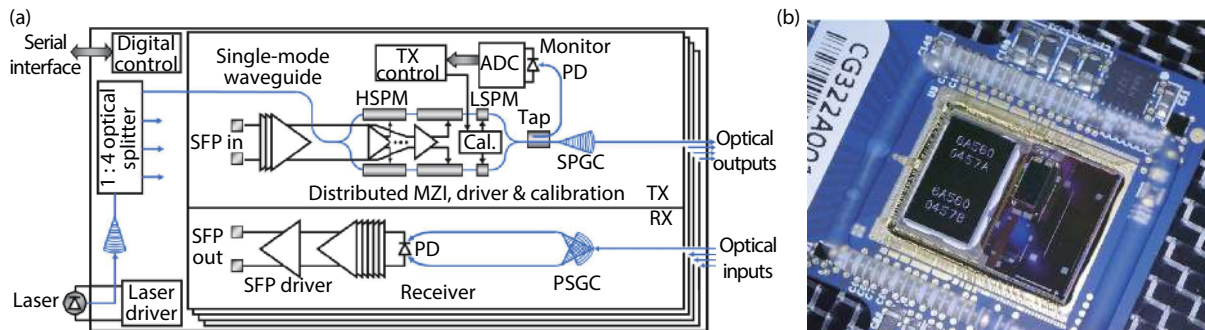 (a)
Serial
interface
Digital
control
1 : 4 optical
splitter
Laser
Laser
driver
Single-mode
waveguide
TX
control
ADC
Monitor
PD
HSPM
LSPM
Tap
SFP in
Cal.
SPGC
Optical
outputs
Distributed MZI, driver & calibration
TX
RX
SFP
out
PD
SFP driver
Receiver
PSGC
Optical
inputs
(b)
CG322A00
6A560
0457A
6A560
0457B